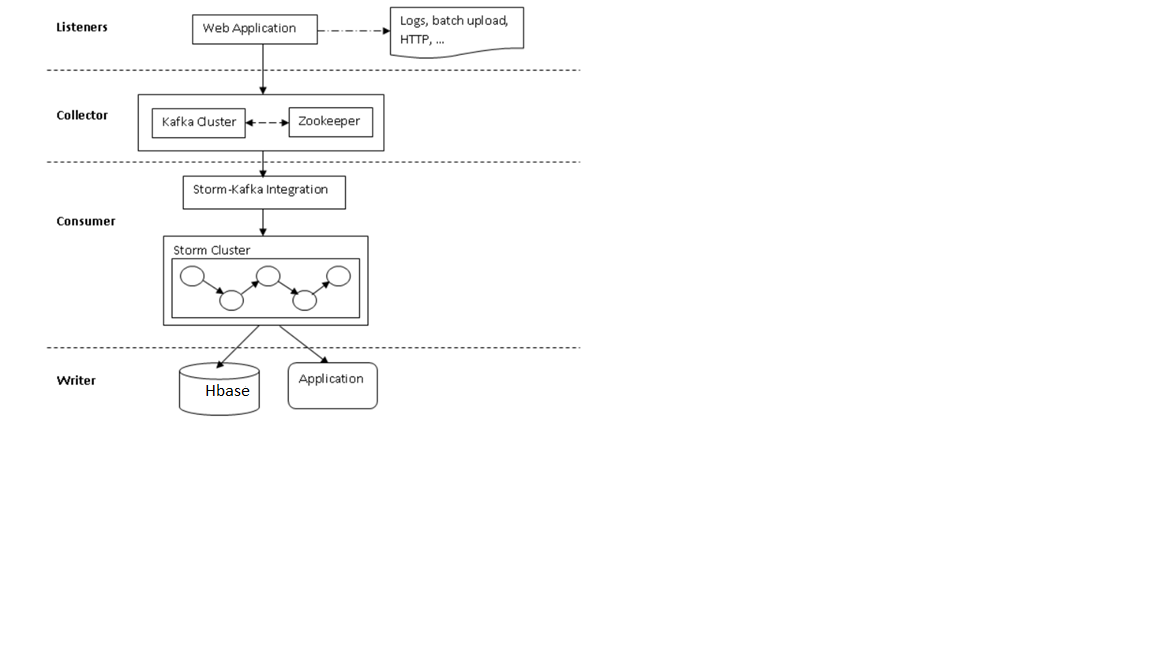 Listeners
Web Application
Logs, batch upload,
HTTP, ...
Collector
Kafka Cluster
Zookeeper
Storm-Kafka Integration
Consumer
Storm Cluster
Writer
Hbase
Application